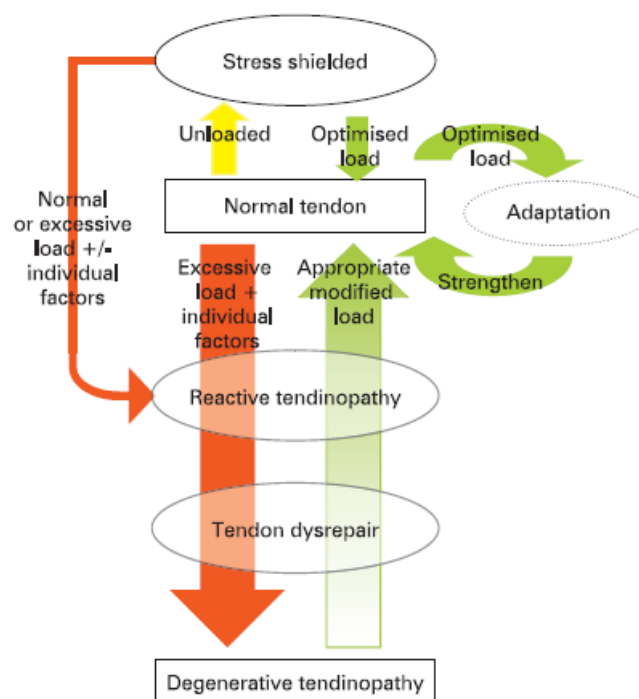 Stress shielded
Unloaded
Optimised
load
Optimised
load
Normal
or excessive
load +/-
individual
factors
Normal tendon
Adaptation
Excessive
load +
individual
factors
Appropriate
modified
load
Strengthen
Reactive tendinopathy
Tendon dysrepair
Degenerative tendinopathy